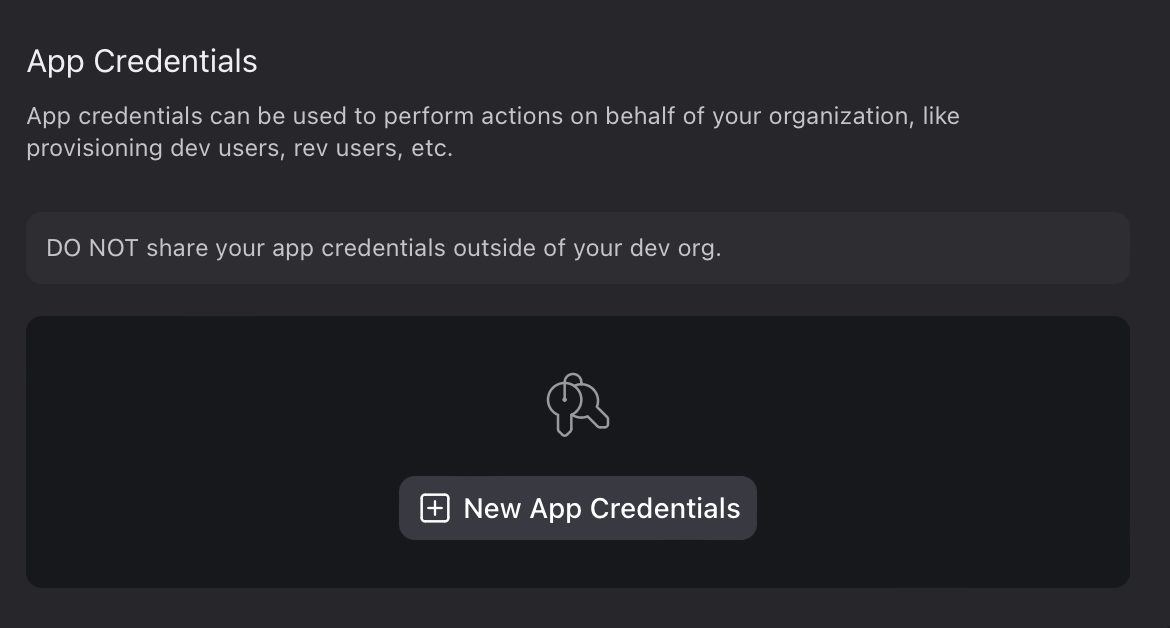 App Credentials
App credentials can be used to perform actions on behalf of your organization, like
provisioning dev users, rev users, etc.
DO NOT share your app credentials outside of your dev org.
New App Credentials